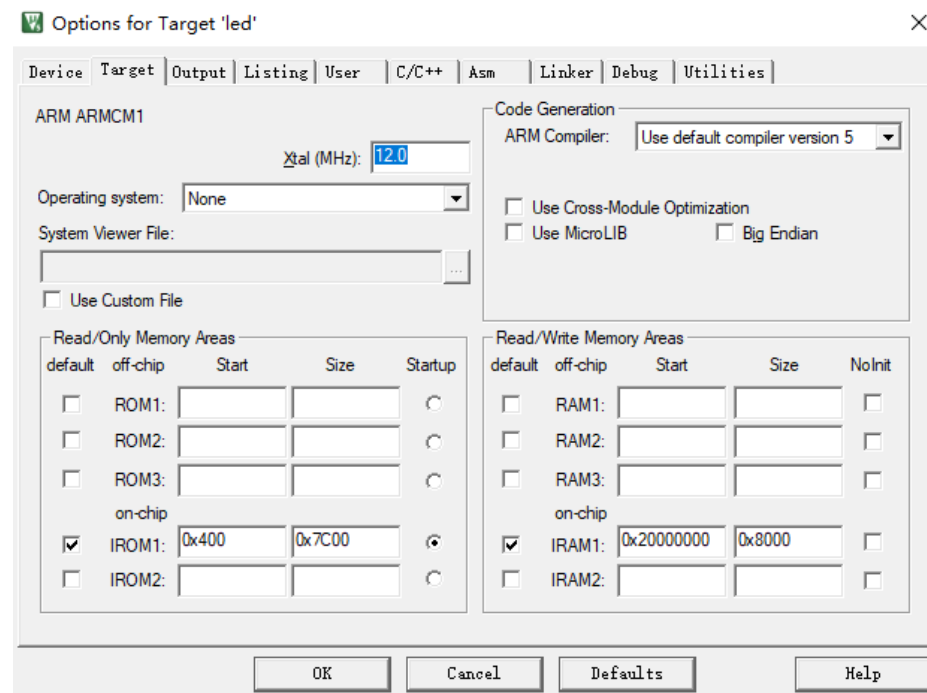 Options for Target 'led'
Device Target Output Listing User C/C++ Asm Linker Debug Utilities
ARM ARMCM1
Xtal (MHz): 12.0
Operating system: None
System Viewer File:
...
Use Custom File
Code Generation
ARM Compiler: Use default compiler version 5
Use Cross-Module Optimization
Use MicroLIB Big Endian
Read/Only Memory Areas
default off-chip Start Size Startup
ROM1:
ROM2:
ROM3:
on-chip
IROM1: 0x400 0x7C00
IROM2:
Read/Write Memory Areas
default off-chip Start Size NoInit
RAM1:
RAM2:
RAM3:
on-chip
IRAM1: 0x20000000 0x8000
IRAM2:
OK Cancel Defaults Help